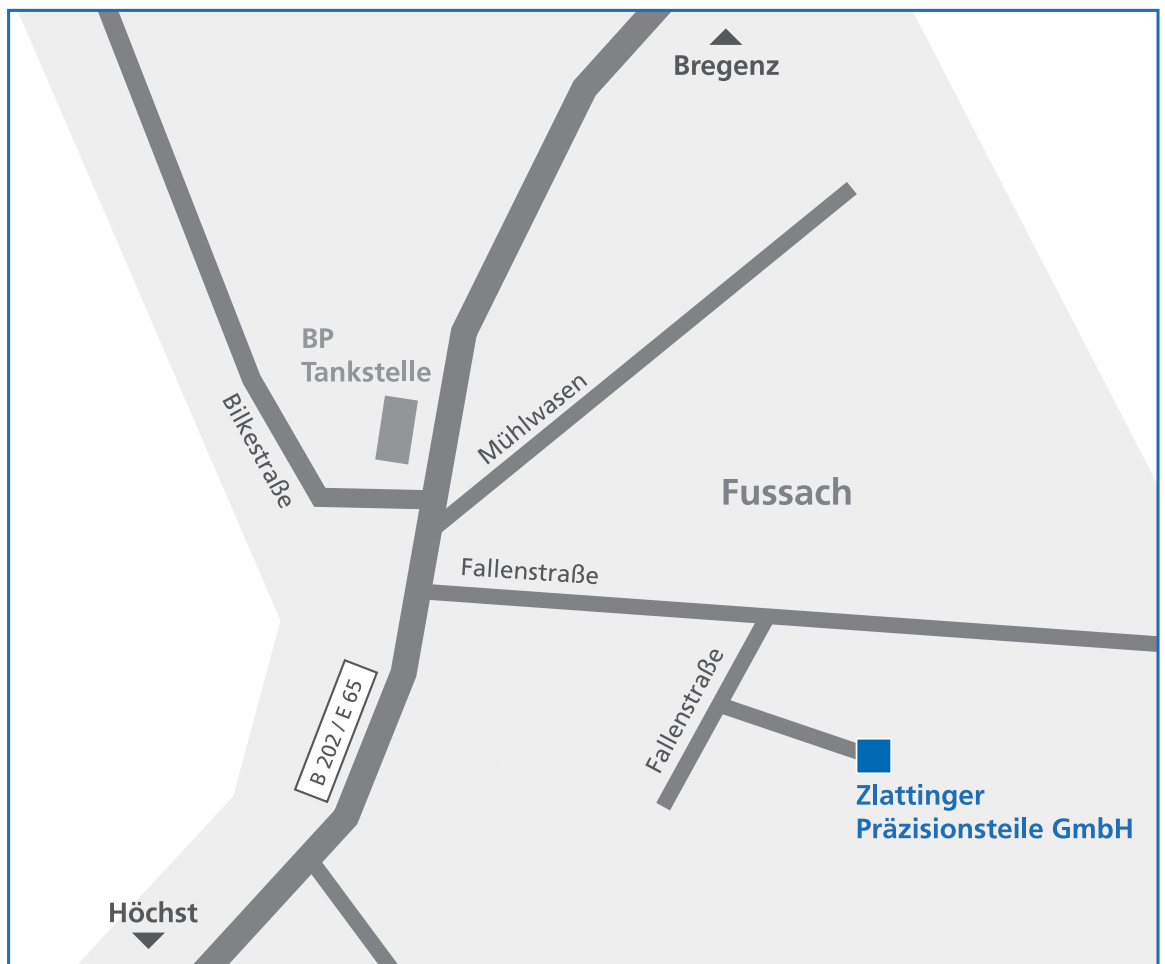 Bregenz
BP
Tankstelle
Mühlwasen
Bilkestraße
Fussach
Fallenstraße
Fallenstraße
B 202 / E 65
Zlattinger
Präzisionsteile GmbH
Höchst